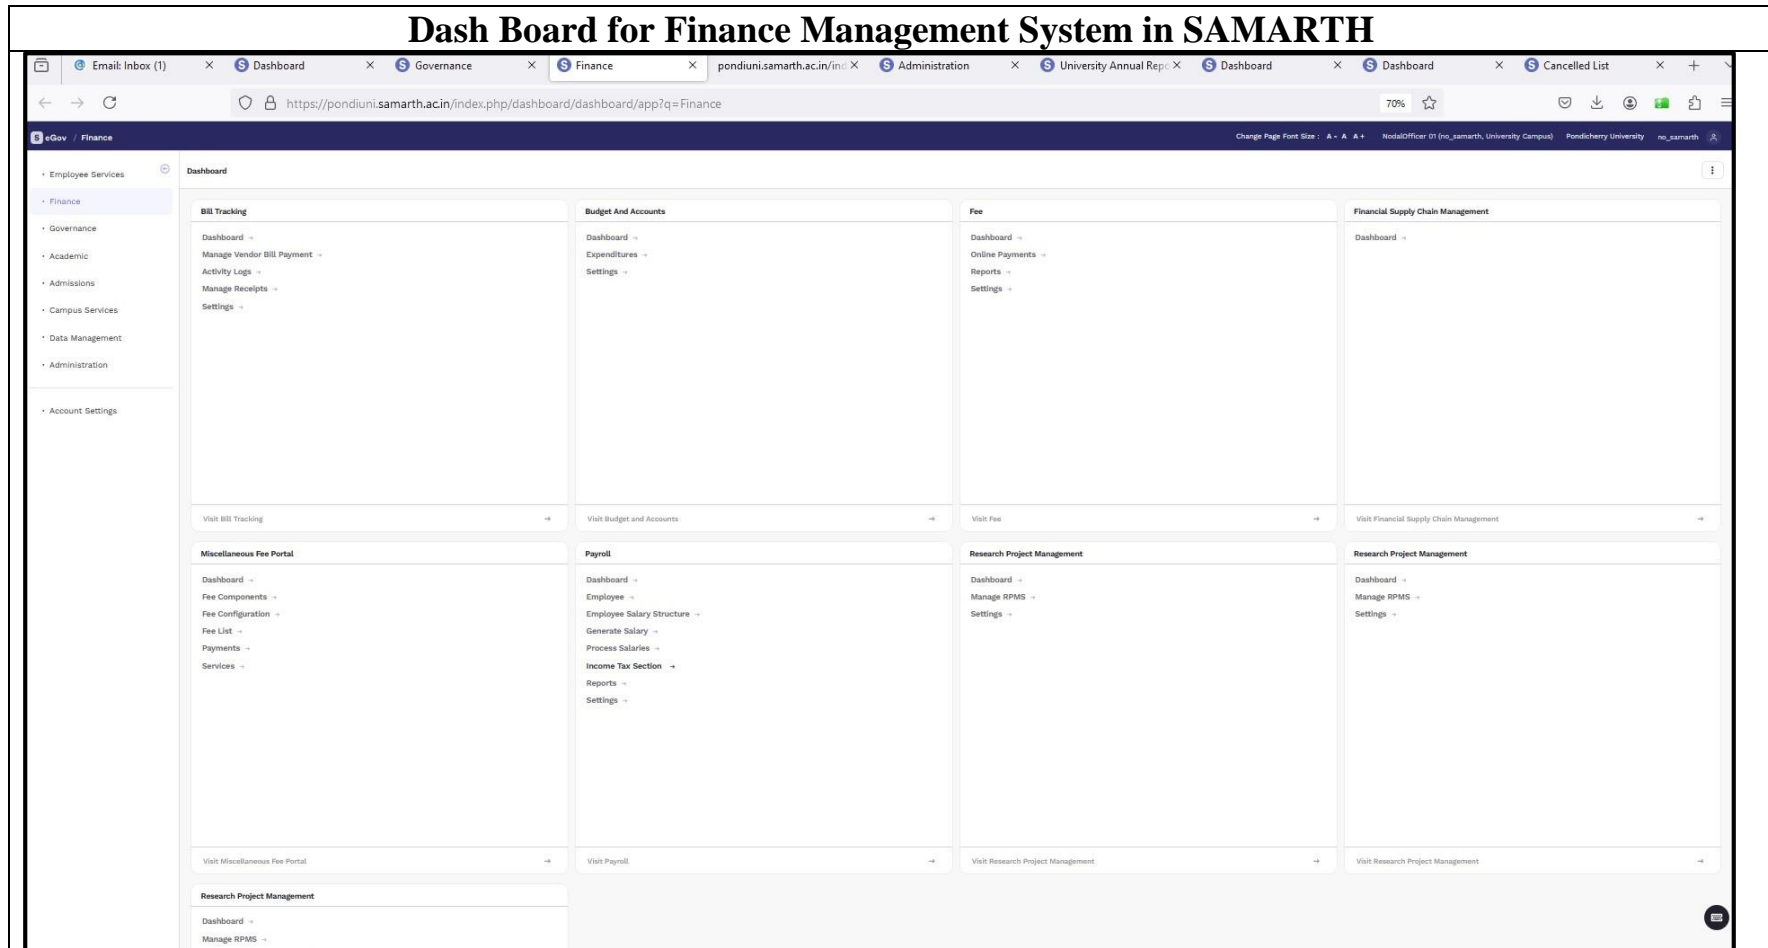 Dash Board for Finance Management System in SAMARTH
Email: Inbox (1) Dashboard Governance Finance pondiuni.samarth.ac.in/ind Administration University Annual Repo Dashboard Dashboard Cancelled List
https://pondiuni.samarth.ac.in/index.php/dashboard/dashboard/app?q=Finance 70%
S eGov / Finance Change Page Font Size : A - A A + NodalOfficer 01 (no_samarth, University Campus) Pondicherry University no_samarth
Employee Services
Finance
Governance
Academic
Admissions
Campus Services
Data Management
Administration
Account Settings
Dashboard
Bill Tracking
Dashboard →
Manage Vendor Bill Payment →
Activity Logs →
Manage Receipts →
Settings →
Visit Bill Tracking →
Budget And Accounts
Dashboard →
Expenditures →
Settings →
Visit Budget and Accounts →
Fee
Dashboard →
Online Payments →
Reports →
Settings →
Visit Fee →
Financial Supply Chain Management
Dashboard →
Visit Financial Supply Chain Management →
Miscellaneous Fee Portal
Dashboard →
Fee Components →
Fee Configuration →
Fee List →
Payments →
Services →
Visit Miscellaneous Fee Portal →
Payroll
Dashboard →
Employee →
Employee Salary Structure →
Generate Salary →
Process Salaries →
Income Tax Section →
Reports →
Settings →
Visit Payroll →
Research Project Management
Dashboard →
Manage RPMS →
Settings →
Visit Research Project Management →
Research Project Management
Dashboard →
Manage RPMS →
Settings →
Visit Research Project Management →
Research Project Management
Dashboard →
Manage RPMS →